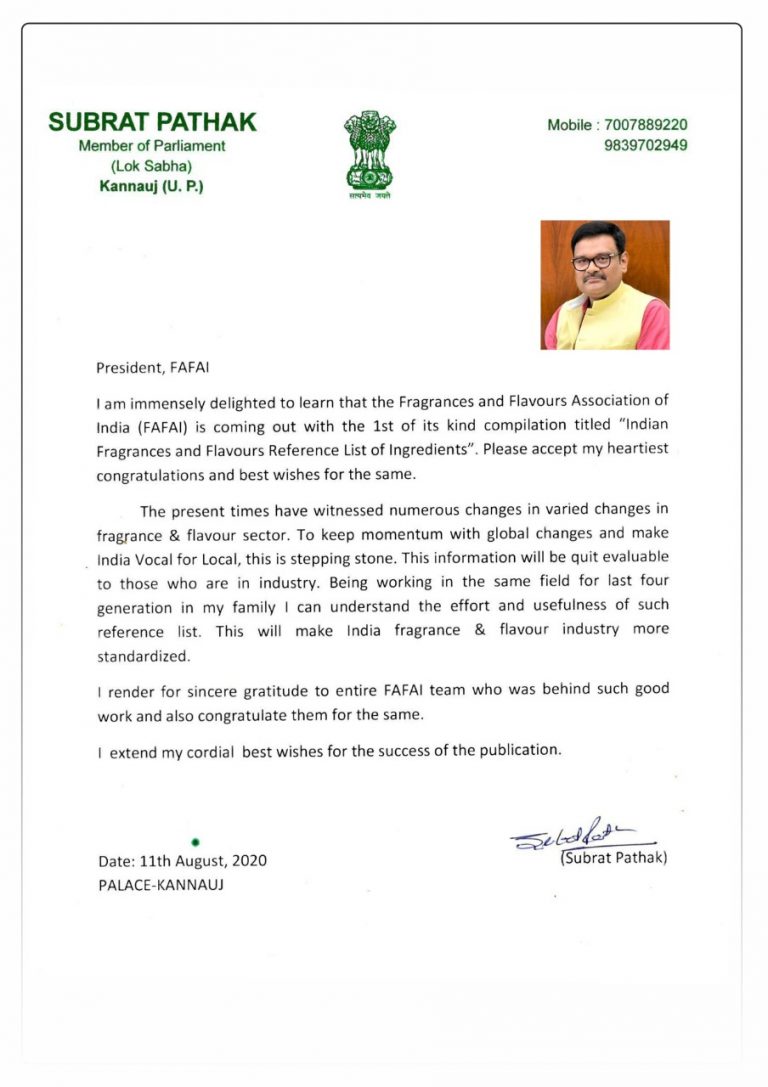 SUBRAT PATHAK
Member of Parliament
(Lok Sabha)
Kannauj (U. P.)
सत्यमेव जयते
Mobile : 7007889220
9839702949
President, FAFAI
I am immensely delighted to learn that the Fragrances and Flavours Association of
India (FAFAI) is coming out with the 1st of its kind compilation titled “Indian
Fragrances and Flavours Reference List of Ingredients”. Please accept my heartiest
congratulations and best wishes for the same.
The present times have witnessed numerous changes in varied changes in
fragrance & flavour sector. To keep momentum with global changes and make
India Vocal for Local, this is stepping stone. This information will be quit evaluable
to those who are in industry. Being working in the same field for last four
generation in my family I can understand the effort and usefulness of such
reference list. This will make India fragrance & flavour industry more
standardized.
I render for sincere gratitude to entire FAFAI team who was behind such good
work and also congratulate them for the same.
I extend my cordial best wishes for the success of the publication.
Date: 11th August, 2020
PALACE-KANNAUJ
(Subrat Pathak)